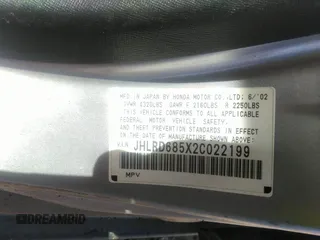 MFD. IN JAPAN BY HONDA MOTOR CO.,LTD. 6/'02
GVWR LBS GAWR F LBS R 2250LBS
THIS VEHICLE CONFORMS TO ALL APPLICABLE
FEDERAL MOTOR VEHICLE SAFETY AND
THEFT PREVENTION STANDARDS IN EFFECT ON THE
DATE OF MANUFACTURE SHOWN ABOVE.
VIN JHLRD685X2C022199
MPV
DREAMBID